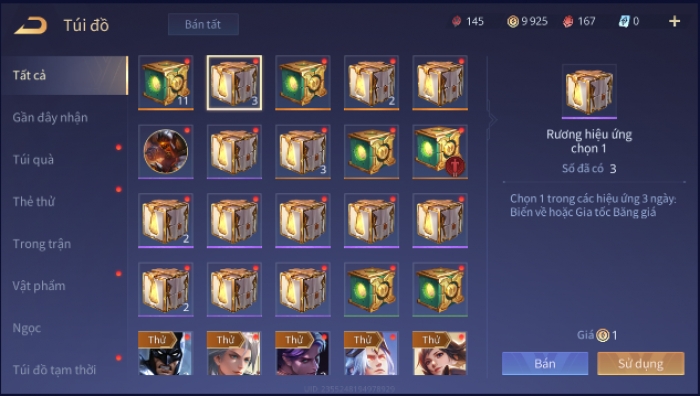 Túi đồ
Bán tất
145
9 925
167
0
Tất cả
Gần đây nhận
Túi quà
Thẻ thử
Trong trận
Vật phẩm
Ngọc
Túi đồ tạm thời
11
3
2
3
2
2
Thử
Thử
Thử
Thử
Thử
Rương hiệu ứng
chọn 1
Số đã có 3
Chọn 1 trong các hiệu ứng 3 ngày:
Biến về hoặc Gia tốc Băng giá
Giá 1
Bán
Sử dụng